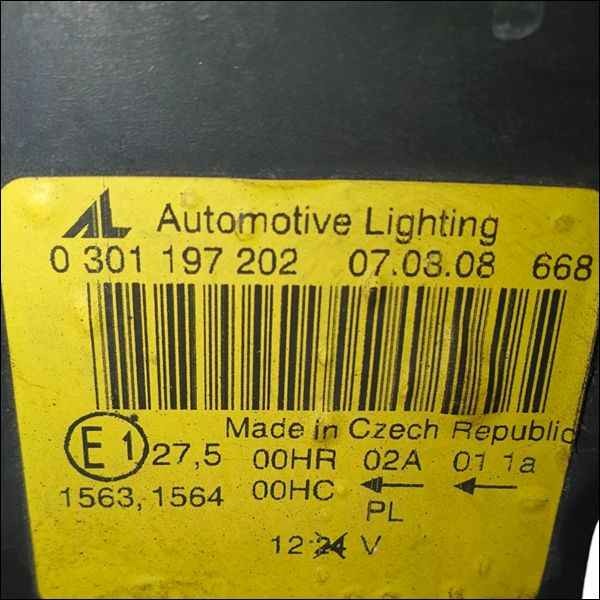 AL Automotive Lighting
0 301 197 202 07.03.08 668
Made in Czech Republic
E1 27,5 00HR 02A 01 1a
1563, 1564 00HC ← ←
PL
12 24 V